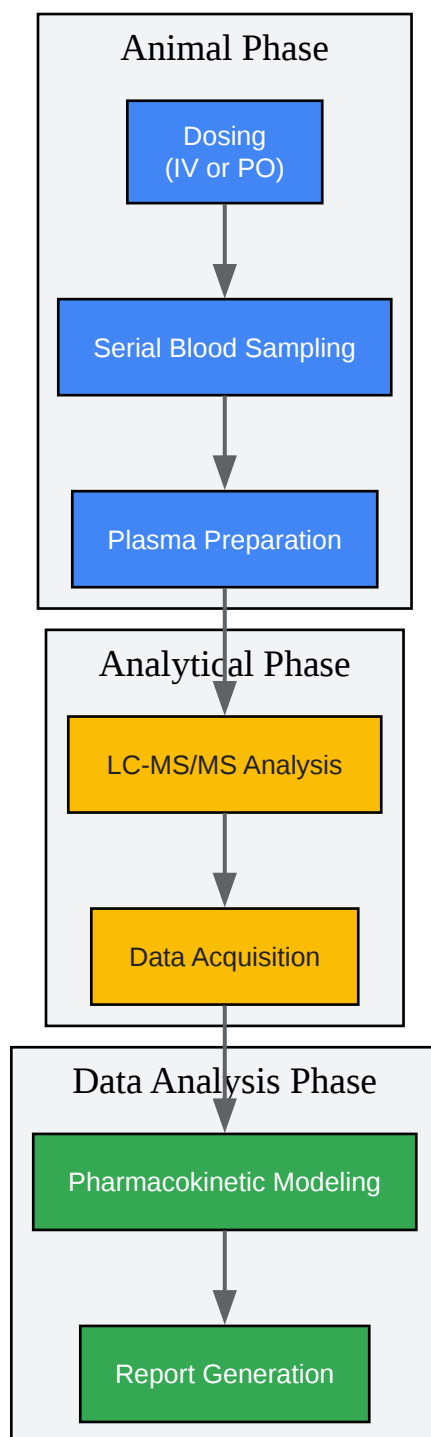 Animal Phase
Dosing
(IV or PO)
Serial Blood Sampling
Plasma Preparation
Analytical Phase
LC-MS/MS Analysis
Data Acquisition
Data Analysis Phase
Pharmacokinetic Modeling
Report Generation